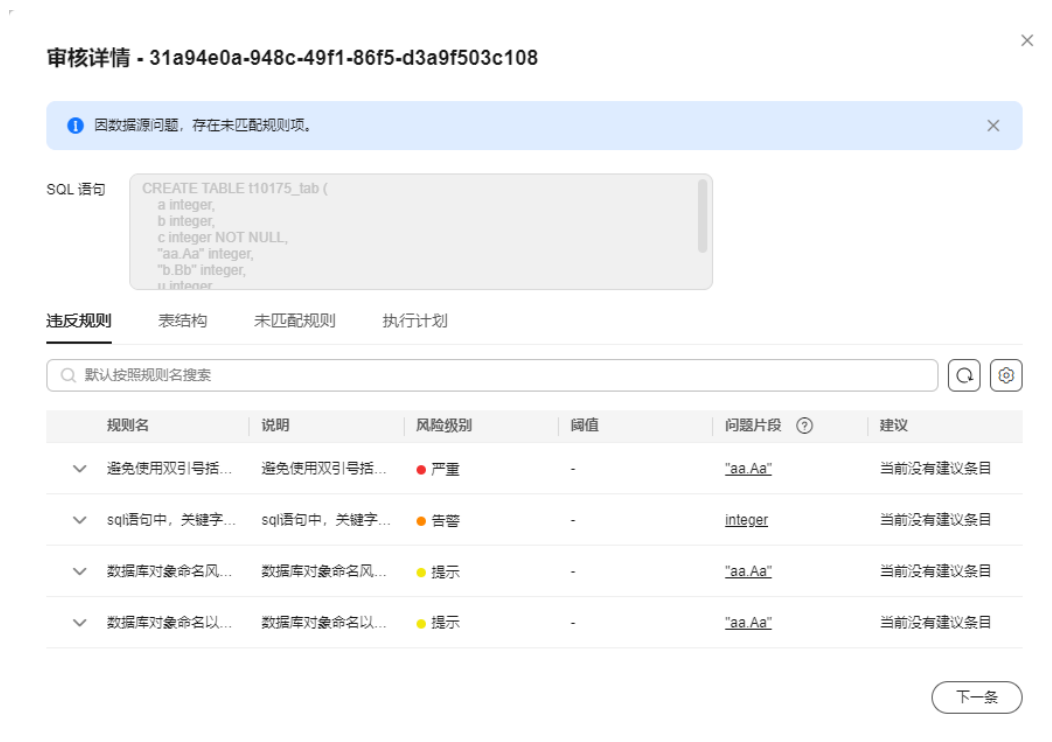 审核详情 - 31a94e0a-948c-49f1-86f5-d3a9f503c108
因数据源问题，存在未匹配规则项。
SQL 语句
CREATE TABLE t10175_tab (
a integer,
b integer,
c integer NOT NULL,
"aa.Aa" integer,
"b.Bb" integer,
u integer
违反规则 表结构 未匹配规则 执行计划
默认按照规则名搜索
规则名 说明 风险级别 阈值 问题片段 建议
避免使用双引号括... 避免使用双引号括... 严重 - "aa.Aa" 当前没有建议条目
sql语句中，关键字... sql语句中，关键字... 告警 - integer 当前没有建议条目
数据库对象命名风... 数据库对象命名风... 提示 - "aa.Aa" 当前没有建议条目
数据库对象命名以... 数据库对象命名以... 提示 - "aa.Aa" 当前没有建议条目
下一条